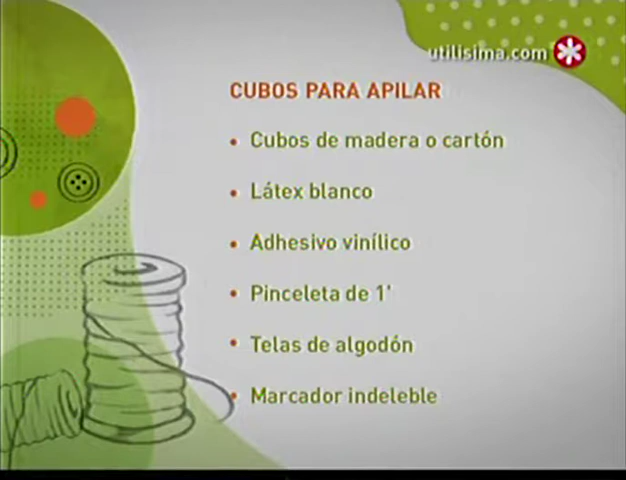 utilisima.com
CUBOS PARA APILAR
• Cubos de madera o cartón
• Látex blanco
• Adhesivo vinílico
• Pinceleta de 1'
• Telas de algodón
• Marcador indeleble